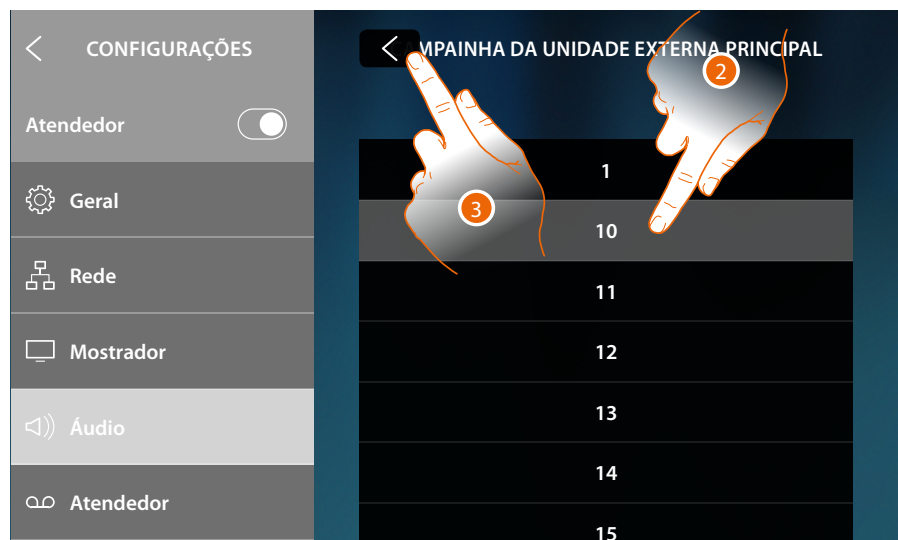 CONFIGURAÇÕES
Atendedor
Geral
Rede
Mostrador
Áudio
Atendedor
MPAINHA DA UNIDADE EXTERNA PRINCIPAL
2
3
1
10
11
12
13
14
15